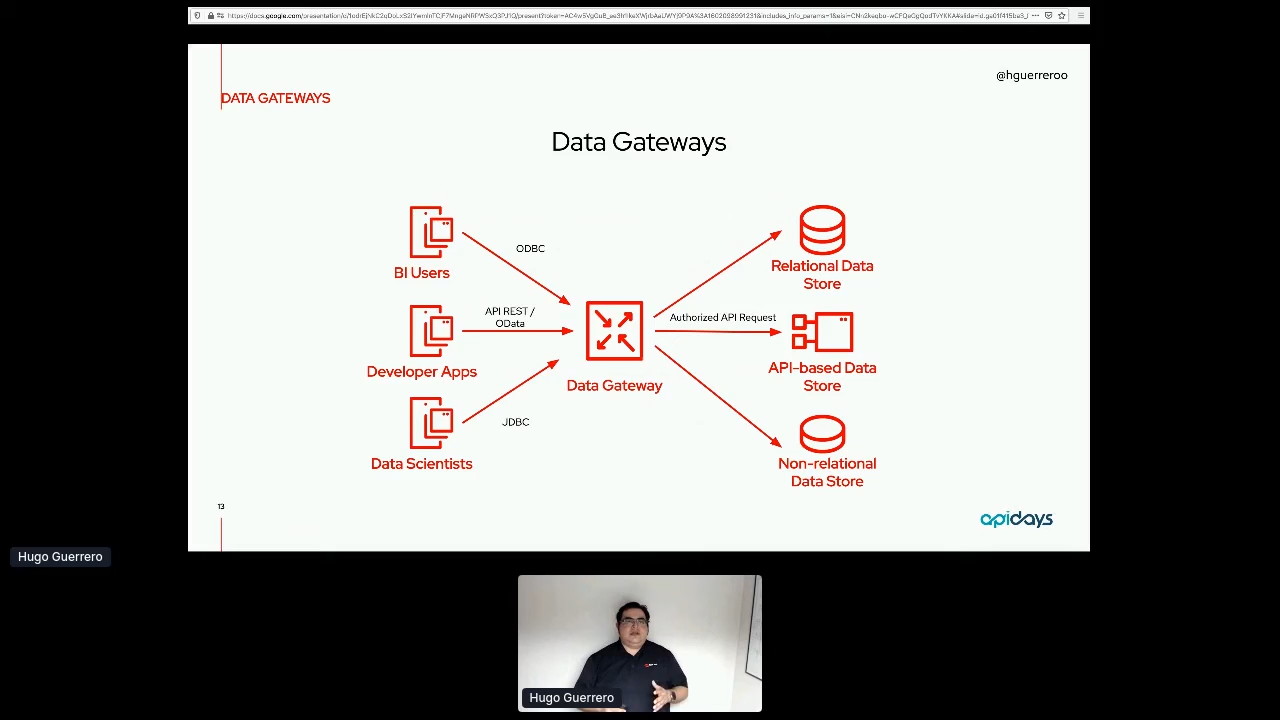 @hguerreroo
DATA GATEWAYS
Data Gateways
BI Users
ODBC
API REST /
OData
Developer Apps
JDBC
Data Scientists
Data Gateway
Authorized API Request
Relational Data
Store
API-based Data
Store
Non-relational
Data Store
13
apidays
Hugo Guerrero
Hugo Guerrero